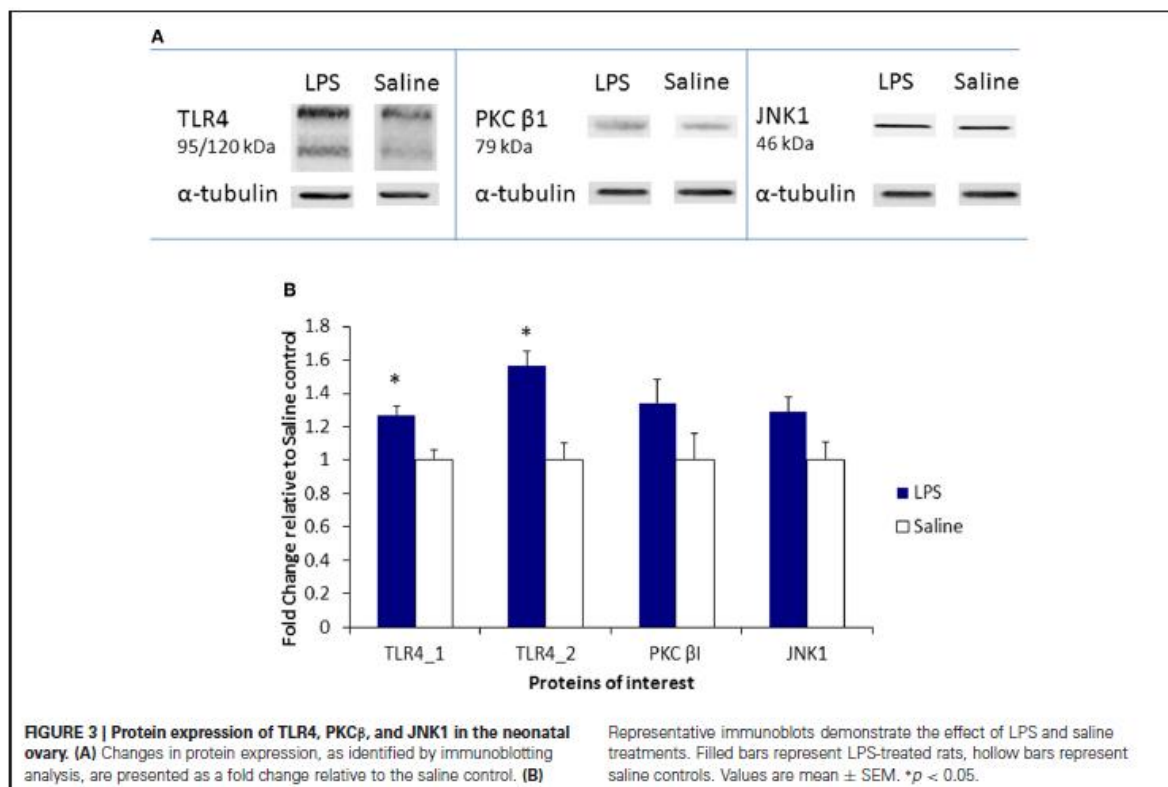 A
LPS Saline
TLR4
95/120 kDa
α-tubulin
LPS Saline
PKC β1
79 kDa
α-tubulin
LPS Saline
JNK1
46 kDa
α-tubulin
B
Fold Change relative to Saline control
1.8
1.6
1.4
1.2
1
0.8
0.6
0.4
0.2
0
*
*
LPS
Saline
TLR4_1 TLR4_2 PKC βI JNK1
Proteins of interest
FIGURE 3 | Protein expression of TLR4, PKCβ, and JNK1 in the neonatal
ovary. (A) Changes in protein expression, as identified by immunoblotting
analysis, are presented as a fold change relative to the saline control. (B)
Representative immunoblots demonstrate the effect of LPS and saline
treatments. Filled bars represent LPS-treated rats, hollow bars represent
saline controls. Values are mean ± SEM. *p < 0.05.